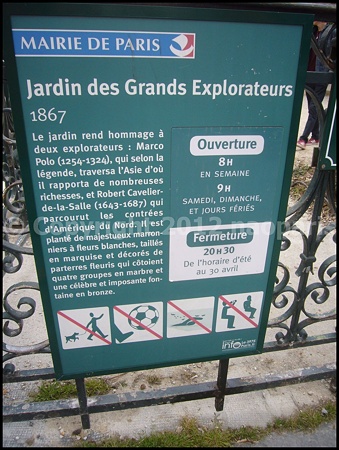 MAIRIE DE PARIS
Jardin des Grands Explorateurs
1867
Le jardin rend hommage à
deux explorateurs : Marco
Polo (1254-1324), qui selon la
légende, traversa l'Asie d'où
il rapporta de nombreuses
richesses, et Robert Cavelier-
de-la-Salle (1643-1687) qui
parcourut les contrées
d'Amérique du Nord. Il est
planté de majestueux marron-
niers à fleurs blanches, taillés
en marquise et décorés de
parterres fleuris qui côtoient
quatre groupes en marbre et
une célèbre et imposante fon-
taine en bronze.
Ouverture
8 H
EN SEMAINE
9 H
SAMEDI, DIMANCHE,
ET JOURS FÉRIÉS
Fermeture
20 H 30
De l'horaire d'été
au 30 avril